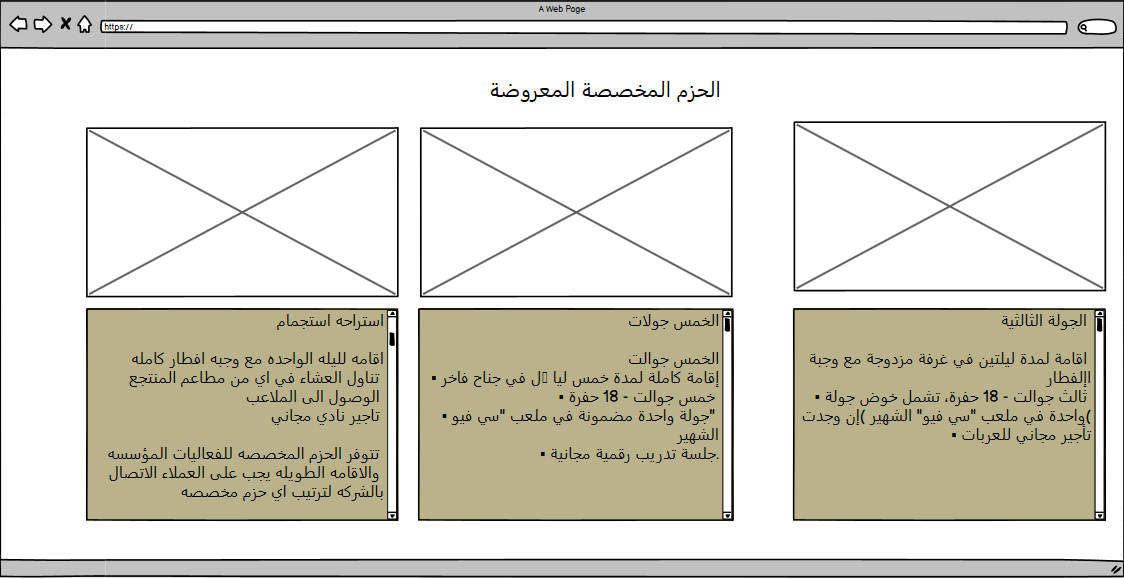 A Web Page
https://
الحزم المخصصة المعروضة
الجولة الثالثية
اقامة لمدة ليلتين في غرفة مزدوجة مع وجبة
اإلفطار
ثالث جوالت - 18 حفرة، تشمل خوض جولة ▪
)واحدة في ملعب "سي فيو" الشهير )إن وجدت
تأجير مجاني للعربات ▪
الخمس جولات
الخمس جوالت
إقامة كاملة لمدة خمس ليا ل في جناح فاخر ▪
خمس جوالت - 18 حفرة ▪
"جولة واحدة مضمونة في ملعب "سي فيو ▪
الشهير
.جلسة تدريب رقمية مجانية ▪
استراحه استجمام
اقامه لليله الواحده مع وجبه افطار كامله
تناول العشاء في اي من مطاعم المنتجع
الوصول الى الملاعب
تاجير نادي مجاني
تتوفر الحزم المخصصه للفعاليات المؤسسه
والاقامه الطويله يجب على العملاء الاتصال
بالشركه لترتيب اي حزم مخصصه